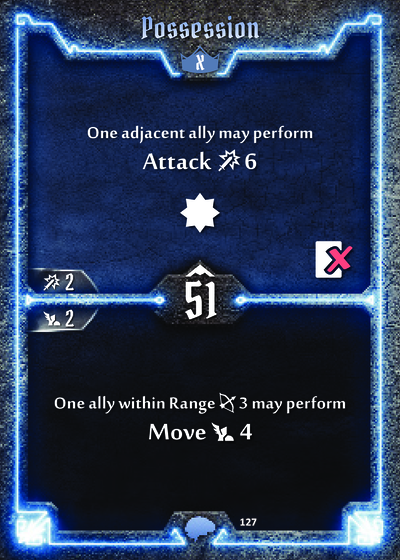 Possession
א
One adjacent ally may perform
Attack 6
2
51
2
One ally within Range 3 may perform
Move 4
127